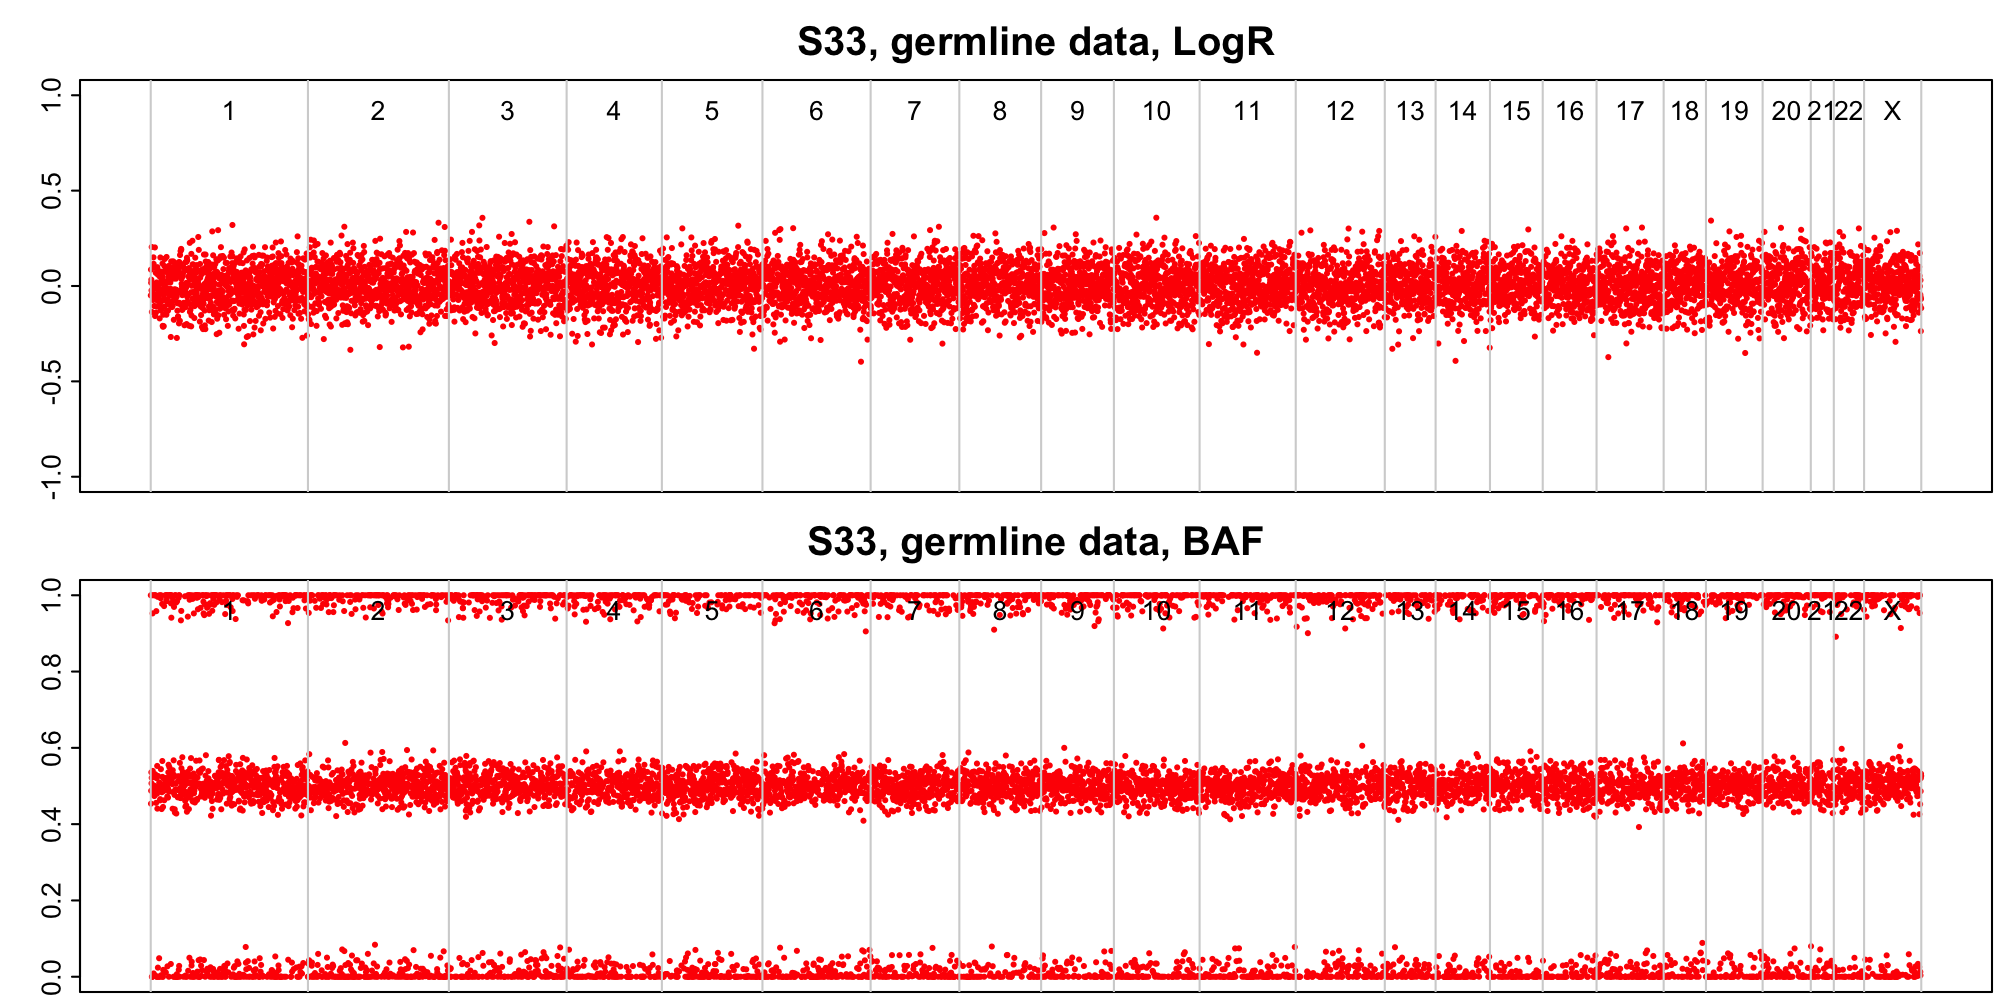 S33, germline data, LogR
1.0
0.5
0.0
-0.5
-1.0
1 2 3 4 5 6 7 8 9 10 11 12 13 14 15 16 17 18 19 20 21 22 X
S33, germline data, BAF
1.0
0.8
0.6
0.4
0.2
0.0
1 2 3 4 5 6 7 8 9 10 11 12 13 14 15 16 17 18 19 20 21 22 X